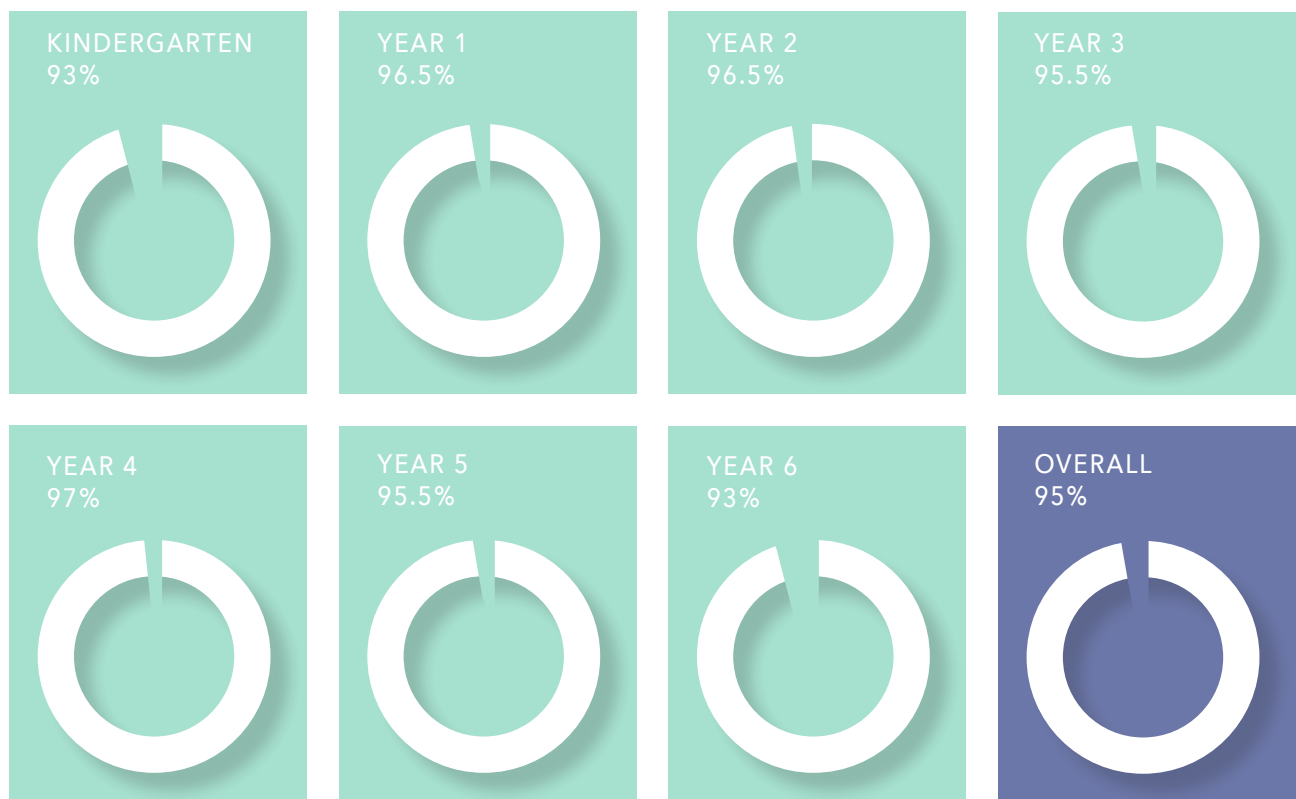 KINDERGARTEN
93%
YEAR 1
96.5%
YEAR 2
96.5%
YEAR 3
95.5%
YEAR 4
97%
YEAR 5
95.5%
YEAR 6
93%
OVERALL
95%